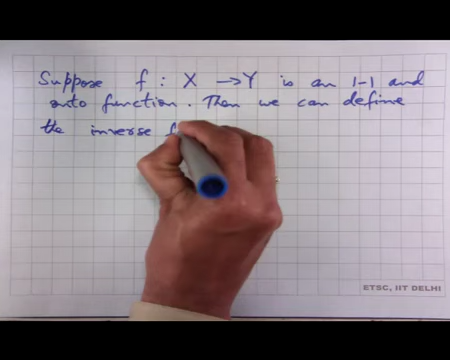 Suppose f : X → Y is an 1-1 and
onto function. Then we can define
the inverse f
ETSC, IIT DELHI